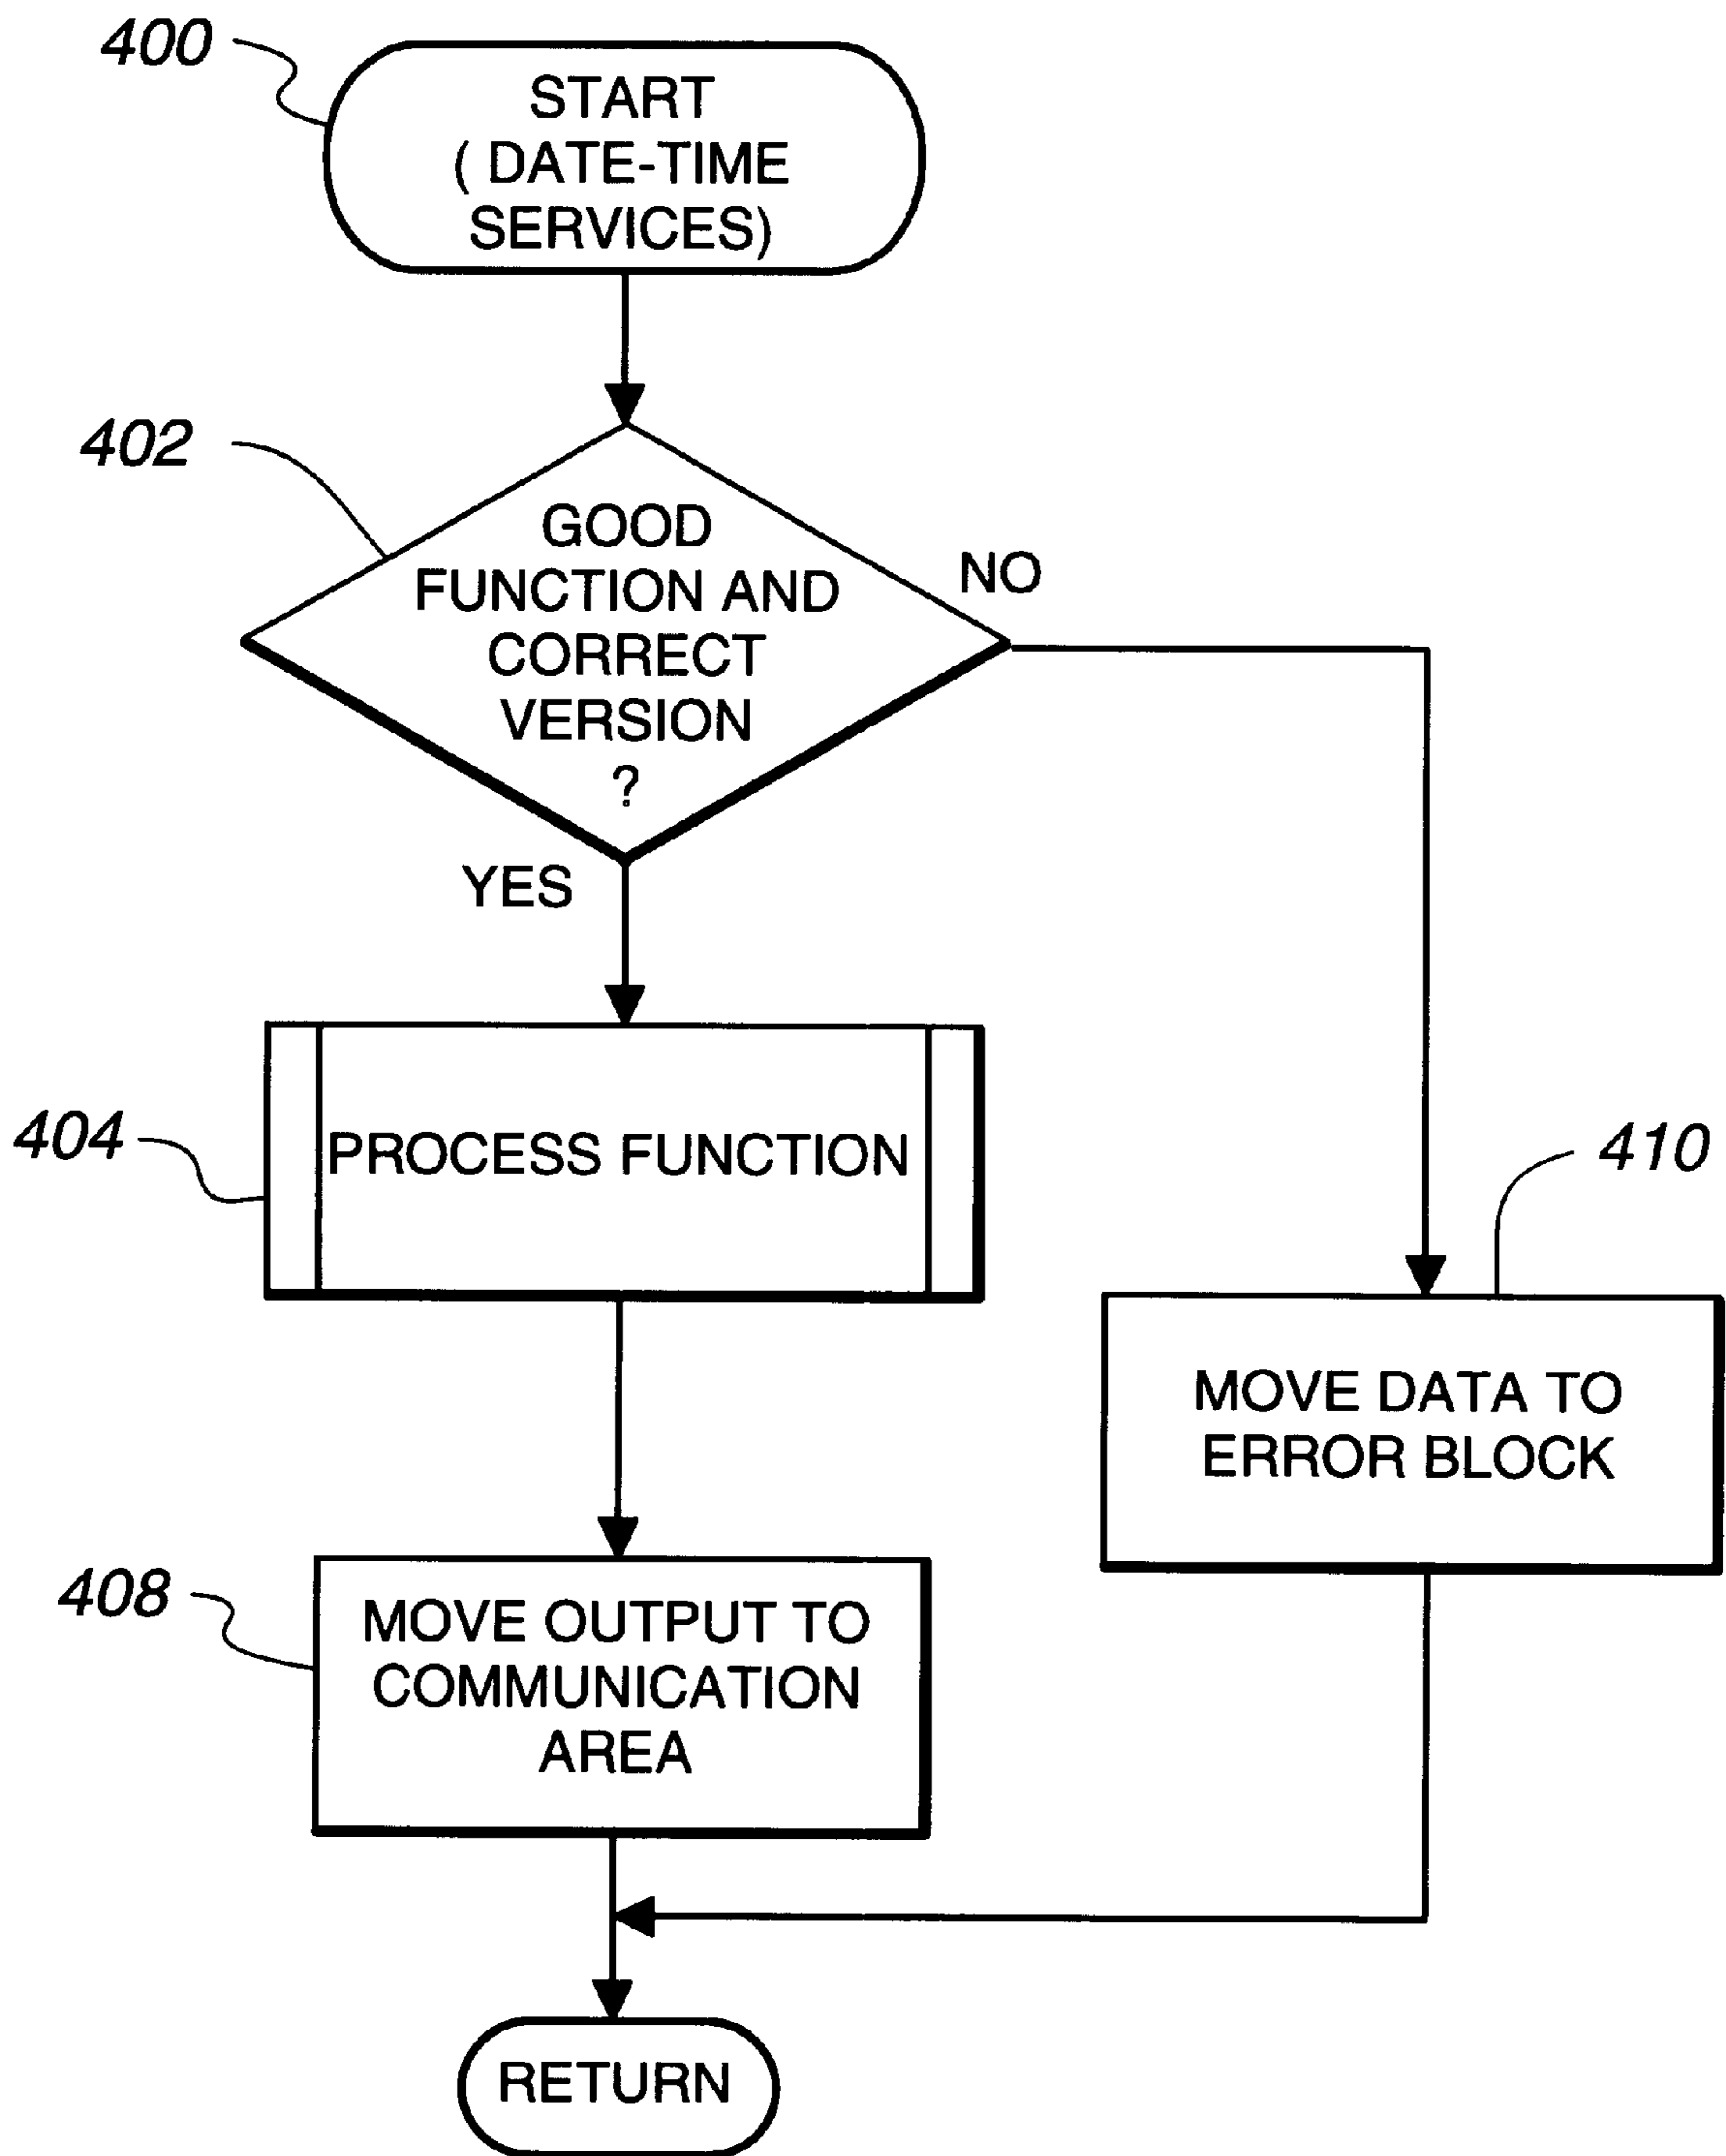 400
START
( DATE-TIME
SERVICES)
402
GOOD
FUNCTION AND
CORRECT
VERSION
?
NO
YES
404
PROCESS FUNCTION
410
MOVE DATA TO
ERROR BLOCK
408
MOVE OUTPUT TO
COMMUNICATION
AREA
RETURN